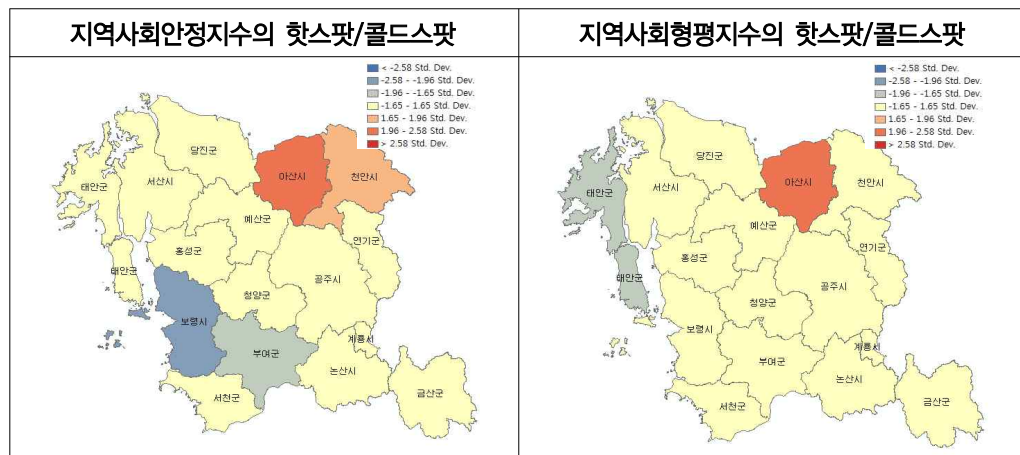 지역사회안정지수의 핫스팟/콜드스팟
< -2.58 Std. Dev.
-2.58 - -1.96 Std. Dev.
-1.96 - -1.65 Std. Dev.
-1.65 - 1.65 Std. Dev.
1.65 - 1.96 Std. Dev.
1.96 - 2.58 Std. Dev.
> 2.58 Std. Dev.
당진군
아산시
천안시
태안군
서산시
예산군
연기군
홍성군
태안군
공주시
청양군
보령시
부여군
계룡시
논산시
서천군
금산군
지역사회형평지수의 핫스팟/콜드스팟
< -2.58 Std. Dev.
-2.58 - -1.96 Std. Dev.
-1.96 - -1.65 Std. Dev.
-1.65 - 1.65 Std. Dev.
1.65 - 1.96 Std. Dev.
1.96 - 2.58 Std. Dev.
> 2.58 Std. Dev.
당진군
아산시
천안시
태안군
서산시
예산군
연기군
홍성군
태안군
공주시
청양군
보령시
부여군
계룡시
논산시
서천군
금산군